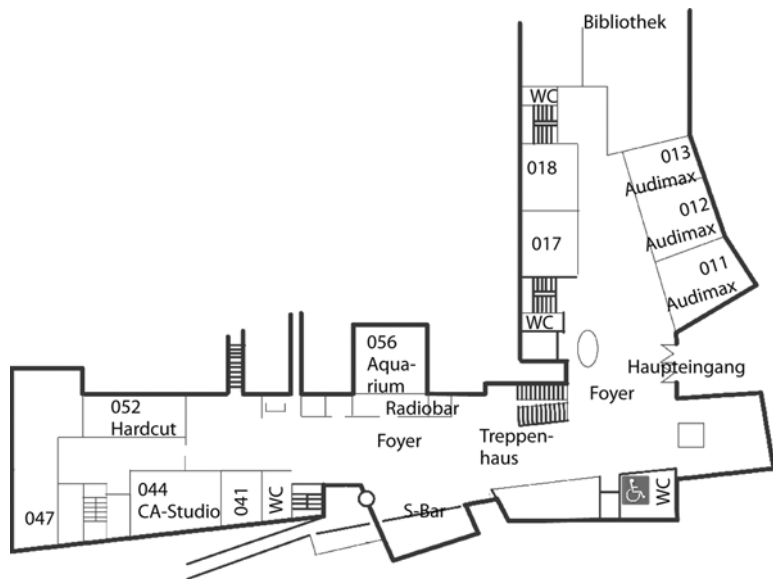 Bibliothek
WC
018
013
Audimax
012
Audimax
017
011
Audimax
WC
Haupteingang
Foyer
056
Aqua-
rium
Radiobar
052
Hardcut
Foyer
Treppen-
haus
044
CA-Studio
041
WC
047
S-Bar
WC